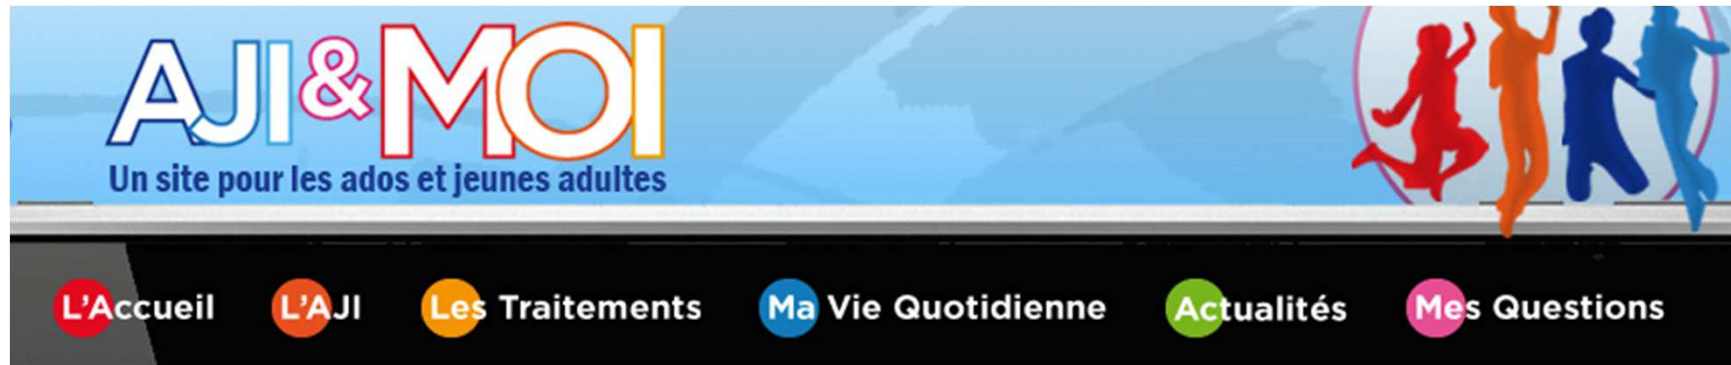 AJI&MOI
Un site pour les ados et jeunes adultes
L'Accueil L'AJI Les Traitements Ma Vie Quotidienne Actualités Mes Questions